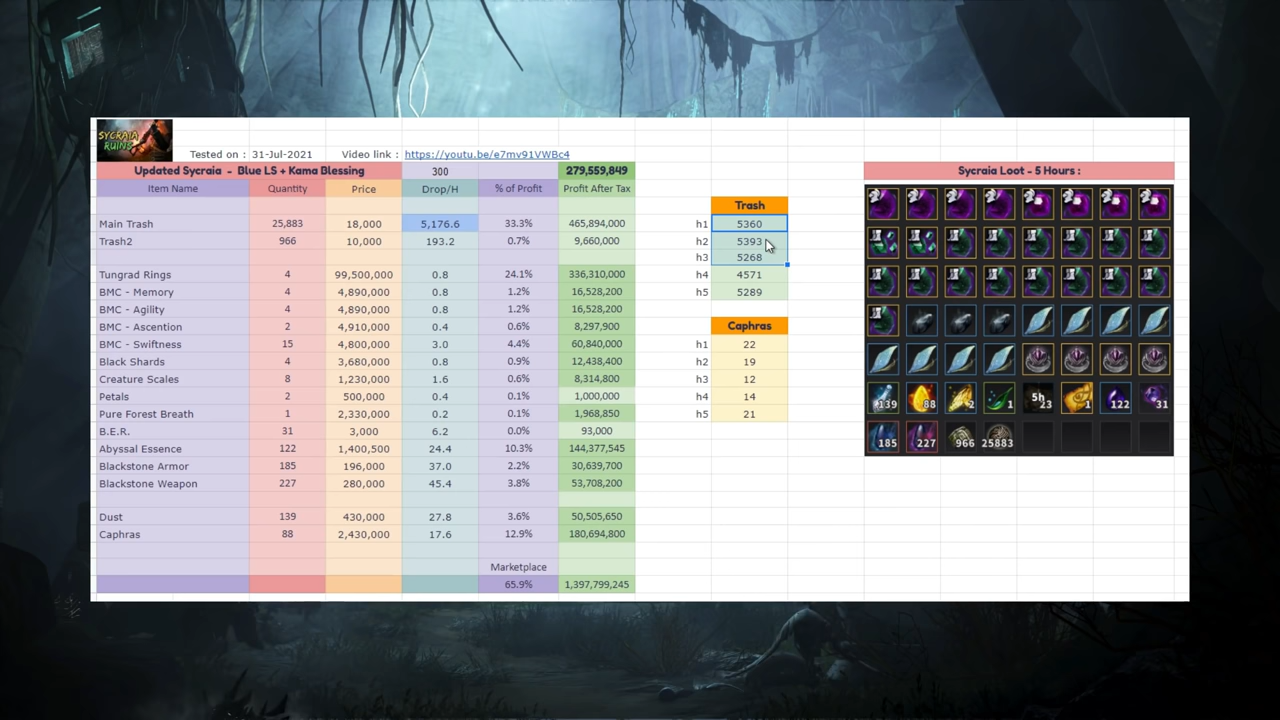 SYCRAIA
RUINS
Tested on : 31-Jul-2021 Video link : https://youtu.be/e7mv91VWBc4
Updated Sycraia - Blue LS + Kama Blessing 300 279,559,849
Item Name Quantity Price Drop/H % of Profit Profit After Tax
Main Trash 25,883 18,000 5,176.6 33.3% 465,894,000
Trash2 966 10,000 193.2 0.7% 9,660,000
Tungrad Rings 4 99,500,000 0.8 24.1% 336,310,000
BMC - Memory 4 4,890,000 0.8 1.2% 16,528,200
BMC - Agility 4 4,890,000 0.8 1.2% 16,528,200
BMC - Ascention 2 4,910,000 0.4 0.6% 8,297,900
BMC - Swiftness 15 4,800,000 3.0 4.4% 60,840,000
Black Shards 4 3,680,000 0.8 0.9% 12,438,400
Creature Scales 8 1,230,000 1.6 0.6% 8,314,800
Petals 2 500,000 0.4 0.1% 1,000,000
Pure Forest Breath 1 2,330,000 0.2 0.1% 1,968,850
B.E.R. 31 3,000 6.2 0.0% 93,000
Abyssal Essence 122 1,400,500 24.4 10.3% 144,377,545
Blackstone Armor 185 196,000 37.0 2.2% 30,639,700
Blackstone Weapon 227 280,000 45.4 3.8% 53,708,200
Dust 139 430,000 27.8 3.6% 50,505,650
Caphras 88 2,430,000 17.6 12.9% 180,694,800
Marketplace
65.9% 1,397,799,245
Trash
h1 5360
h2 5393
h3 5268
h4 4571
h5 5289
Caphras
h1 22
h2 19
h3 12
h4 14
h5 21
Sycraia Loot - 5 Hours :
139 88 2 1 5h 23 1 122 31
185 227 966 25883